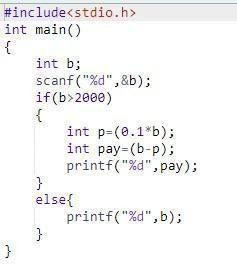 #include<stdio.h>
int main()
{
    int b;
    scanf("%d",&b);
    if(b>2000)
    {
        int p=(0.1*b);
        int pay=(b-p);
        printf("%d",pay);
    }
    else{
        printf("%d",b);
    }
}